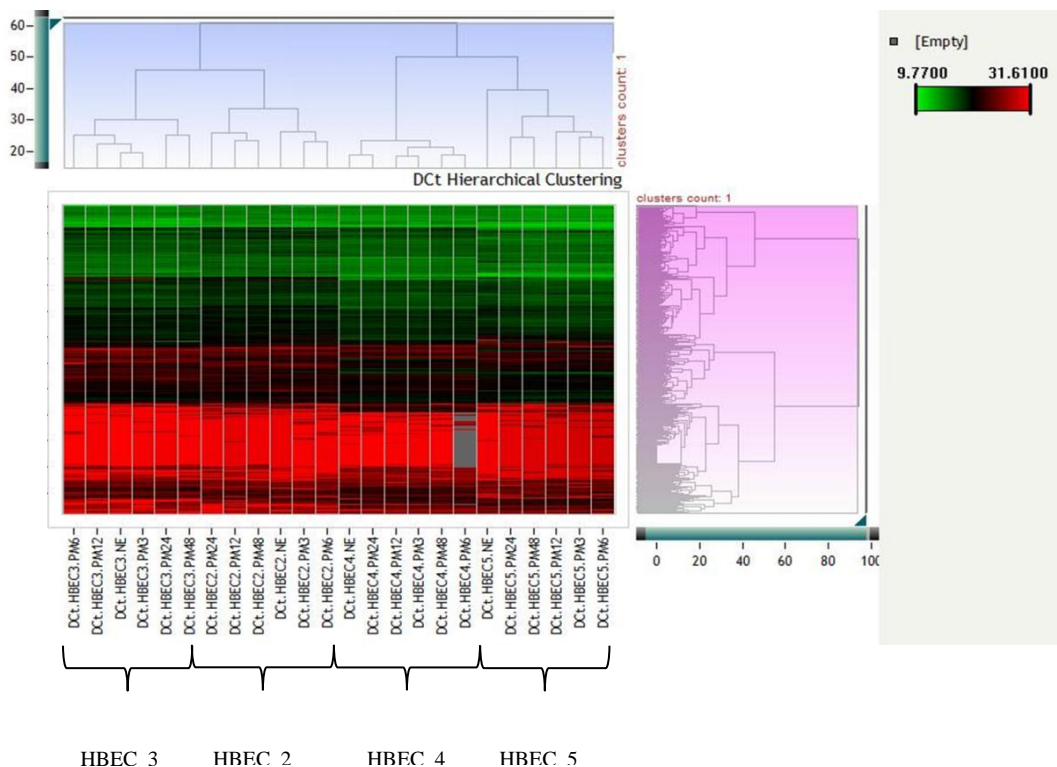 60
50
40
30
20
clusters count: 1
[Empty]
9.7700 31.6100
DCt Hierarchical Clustering
clusters count: 1
0 20 40 60 80 100
DCt.HBEC3.PM6
DCt.HBEC3.PM12
DCt.HBEC3.NE
DCt.HBEC3.PM3
DCt.HBEC3.PM24
DCt.HBEC3.PM48
DCt.HBEC2.PM24
DCt.HBEC2.PM12
DCt.HBEC2.PM48
DCt.HBEC2.NE
DCt.HBEC2.PM3
DCt.HBEC2.PM6
DCt.HBEC4.NE
DCt.HBEC4.PM24
DCt.HBEC4.PM12
DCt.HBEC4.PM3
DCt.HBEC4.PM48
DCt.HBEC4.PM6
DCt.HBEC5.NE
DCt.HBEC5.PM24
DCt.HBEC5.PM48
DCt.HBEC5.PM12
DCt.HBEC5.PM3
DCt.HBEC5.PM6
HBEC 3 HBEC 2 HBEC 4 HBEC 5